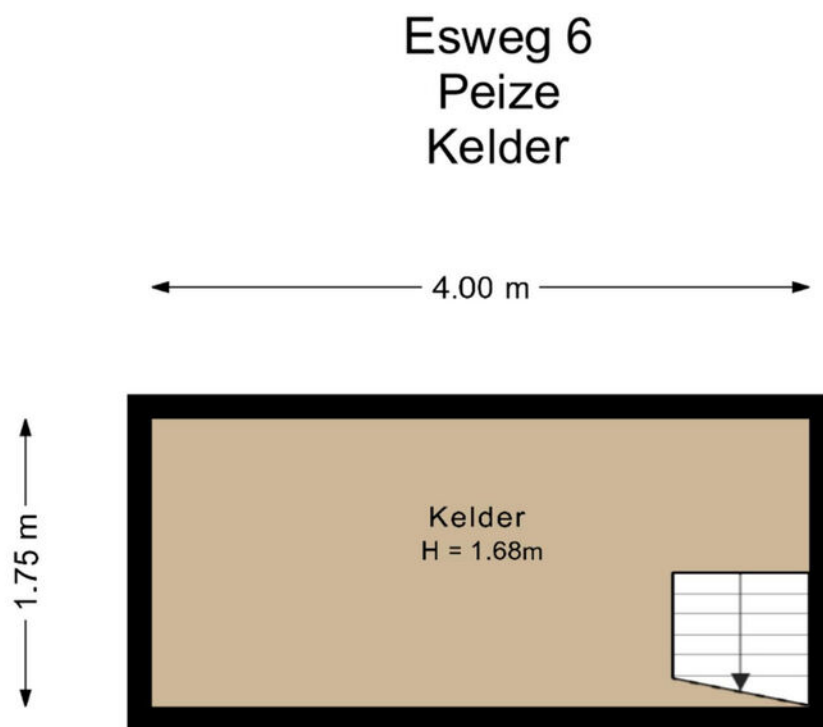 Esweg 6
Peize
Kelder
4.00 m
1.75 m
Kelder
H = 1.68m